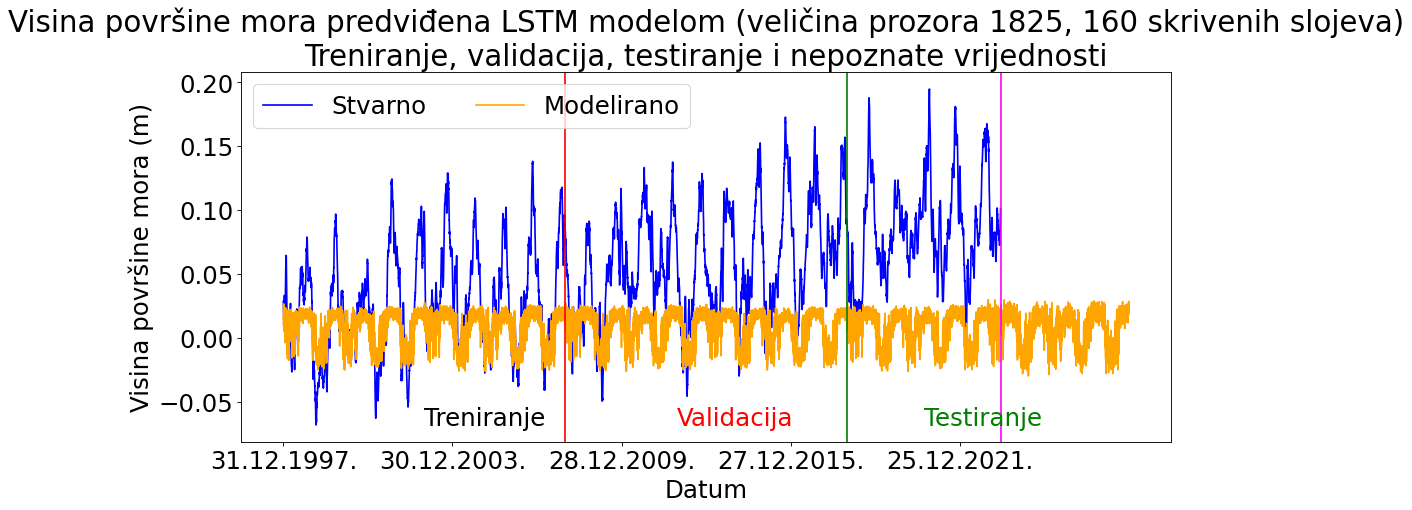 Visina površine mora predviđena LSTM modelom (veličina prozora 1825, 160 skrivenih slojeva)
Treniranje, validacija, testiranje i nepoznate vrijednosti
Stvarno Modelirano
Visina površine mora (m)
0.20
0.15
0.10
0.05
0.00
−0.05
Treniranje Validacija Testiranje
31.12.1997. 30.12.2003. 28.12.2009. 27.12.2015. 25.12.2021.
Datum